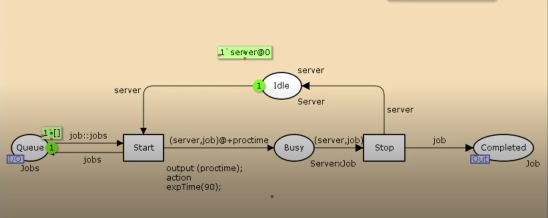 1`server@0
server
1
Idle
server
Server
server
1`[]
job::jobs
Queue
1
I/O
Jobs
jobs
Start
(server,job)@+proctime
Busy
(server,job)
Server×Job
Stop
job
Completed
Out
Job
output (proctime);
action
expTime(90);